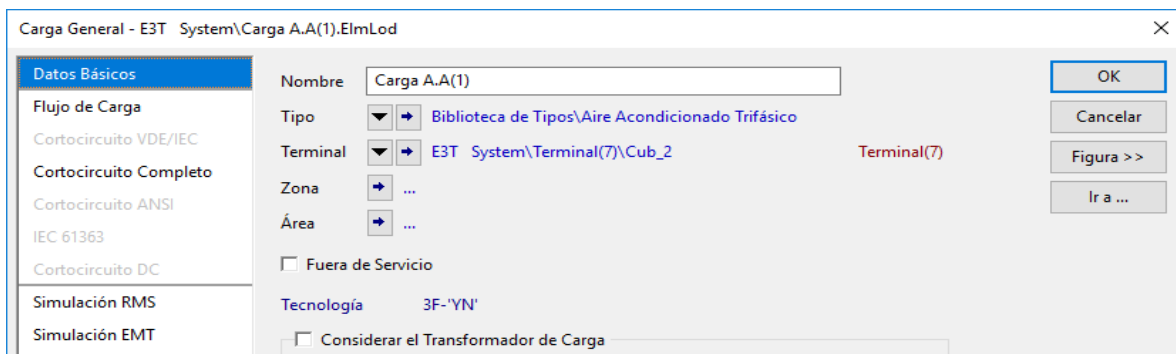 Carga General - E3T System\Carga A.A(1).ElmLod
Datos Básicos
Flujo de Carga
Cortocircuito VDE/IEC
Cortocircuito Completo
Cortocircuito ANSI
IEC 61363
Cortocircuito DC
Simulación RMS
Simulación EMT
Nombre Carga A.A(1)
Tipo Biblioteca de Tipos\Aire Acondicionado Trifásico
Terminal E3T System\Terminal(7)\Cub_2 Terminal(7)
Zona ...
Área ...
Fuera de Servicio
Tecnología 3F-'YN'
Considerar el Transformador de Carga
OK
Cancelar
Figura >>
Ir a ...